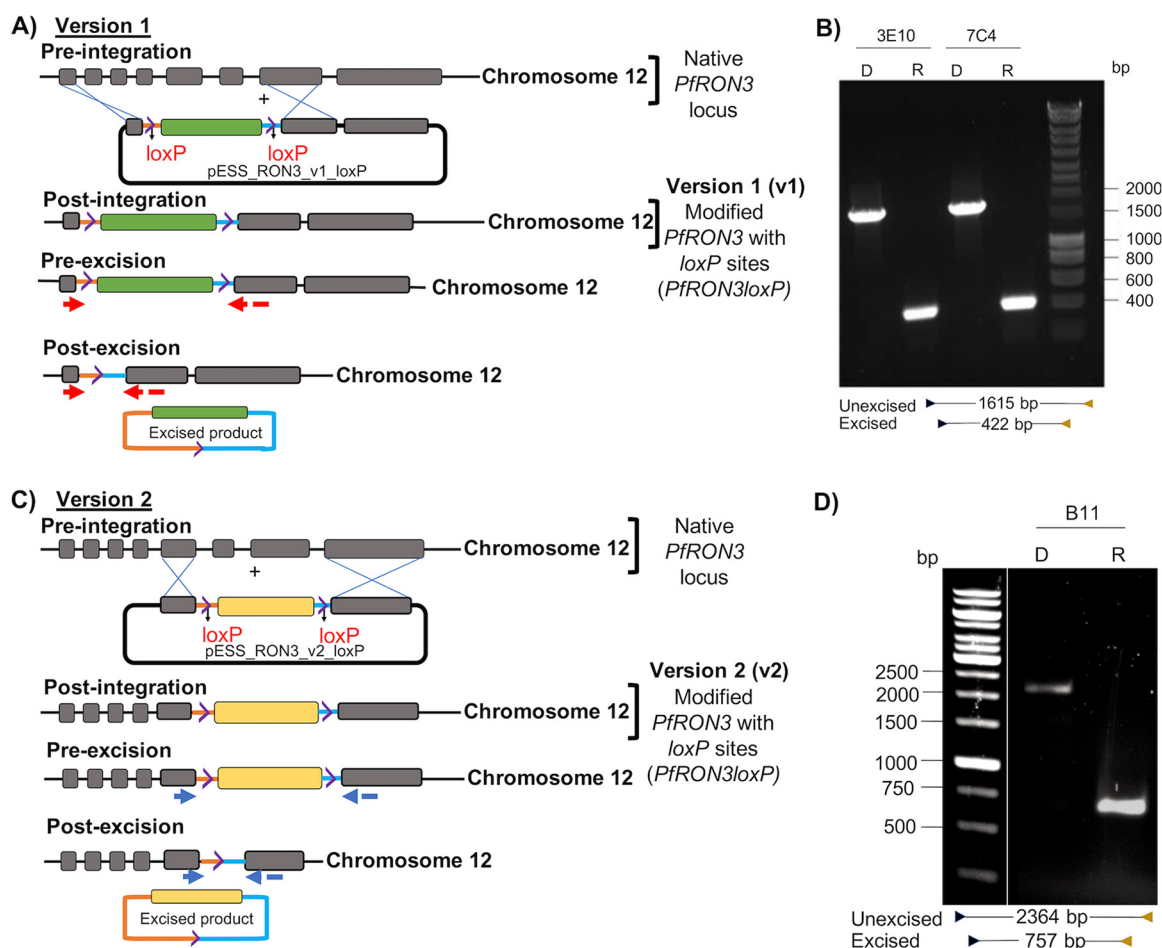 A) Version 1
Pre-integration
Chromosome 12
Native
PfRON3
locus
+
loxP
loxP
pESS_RON3_v1_loxP
Post-integration
Chromosome 12
Version 1 (v1)
Modified
PfRON3 with
loxP sites
(PfRON3loxP)
Pre-excision
Chromosome 12
Post-excision
Chromosome 12
Excised product
B)
3E10 7C4
D R D R bp
2000
1500
1000
800
600
400
Unexcised 1615 bp
Excised 422 bp
C) Version 2
Pre-integration
Chromosome 12
Native
PfRON3
locus
+
loxP
loxP
pESS_RON3_v2_loxP
Post-integration
Chromosome 12
Version 2 (v2)
Modified
PfRON3 with
loxP sites
(PfRON3loxP)
Pre-excision
Chromosome 12
Post-excision
Chromosome 12
Excised product
D)
B11
bp D R
2500
2000
1500
1000
750
500
Unexcised 2364 bp
Excised 757 bp